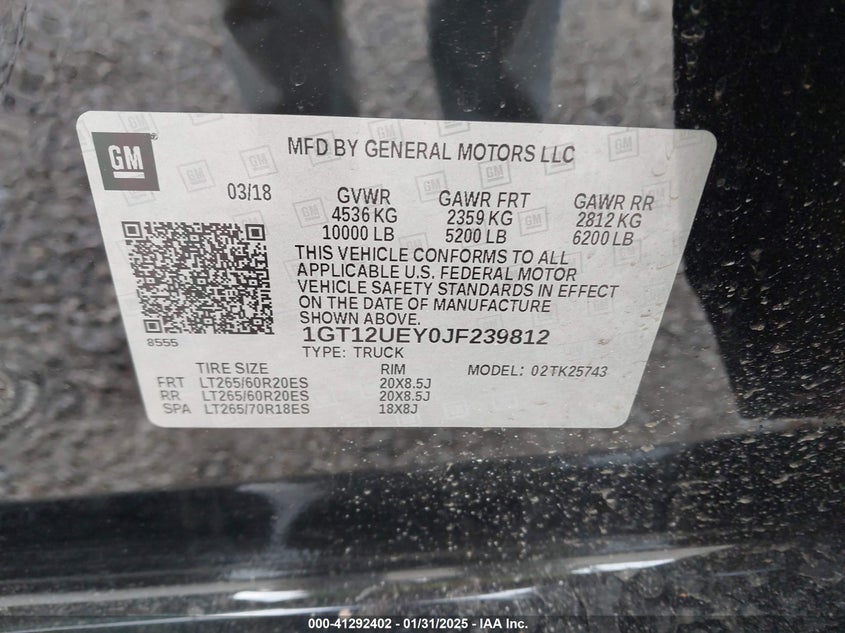 GM
MFD BY GENERAL MOTORS LLC
03/18 GVWR GAWR FRT GAWR RR
4536 KG 2359 KG 2812 KG
10000 LB 5200 LB 6200 LB
THIS VEHICLE CONFORMS TO ALL
APPLICABLE U.S. FEDERAL MOTOR
VEHICLE SAFETY STANDARDS IN EFFECT
ON THE DATE OF MANUFACTURE
SHOWN ABOVE.
8555
1GT12UEY0JF239812
TYPE: TRUCK
TIRE SIZE RIM MODEL: 02TK25743
FRT LT265/60R20ES 20X8.5J
RR LT265/60R20ES 20X8.5J
SPA LT265/70R18ES 18X8J
000-41292402 - 01/31/2025 - IAA Inc.